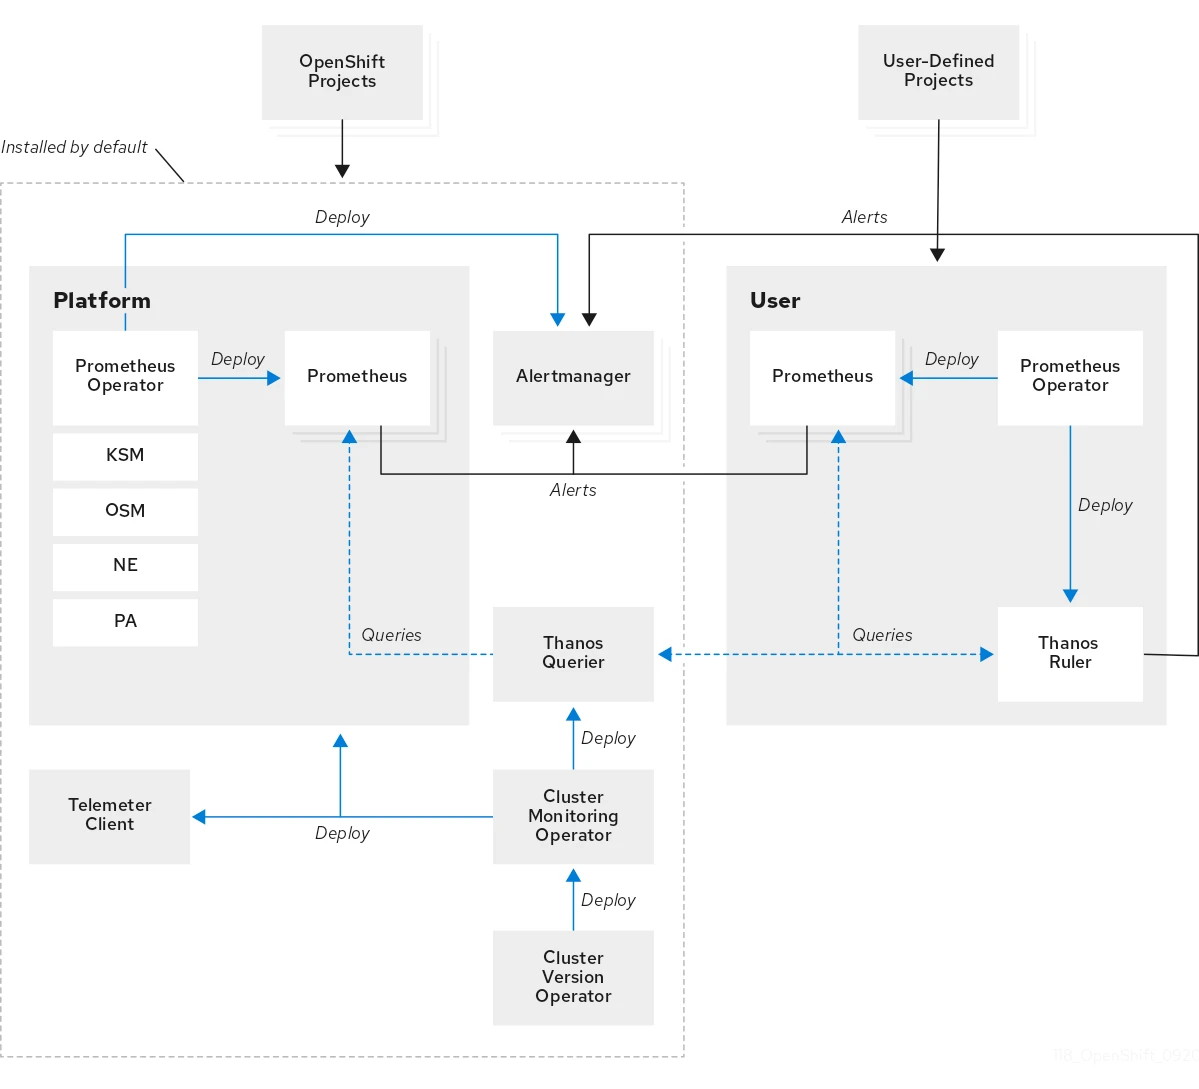 OpenShift
Projects
User-Defined
Projects
Installed by default
Deploy
Alerts
Platform
User
Prometheus
Operator
Deploy
Prometheus
Alertmanager
Prometheus
Deploy
Prometheus
Operator
KSM
Alerts
OSM
Deploy
NE
PA
Queries
Thanos
Querier
Queries
Thanos
Ruler
Deploy
Telemeter
Client
Deploy
Cluster
Monitoring
Operator
Deploy
Cluster
Version
Operator
118_OpenShift_0920